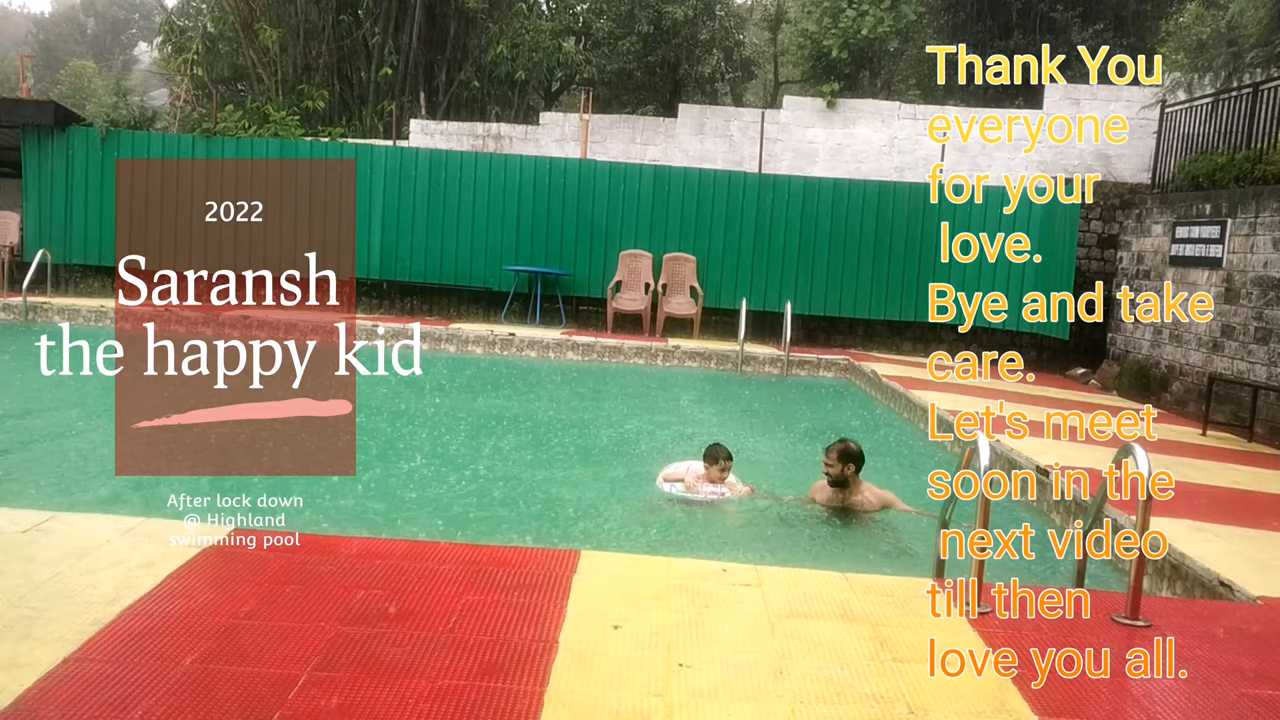 2022
Saransh
the happy kid
After lock down
@ Highland
swimming pool
Thank You
everyone
for your
love.
Bye and take
care.
Let's meet
soon in the
next video
till then
love you all.